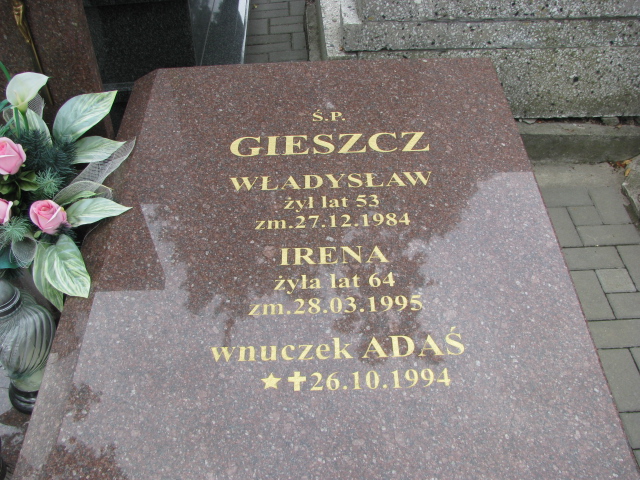 Ś.P.
GIESZCZ
WŁADYSŁAW
żył lat 53
zm.27.12.1984
IRENA
żyła lat 64
zm.28.03.1995
wnuczek ADAŚ
★✝26.10.1994